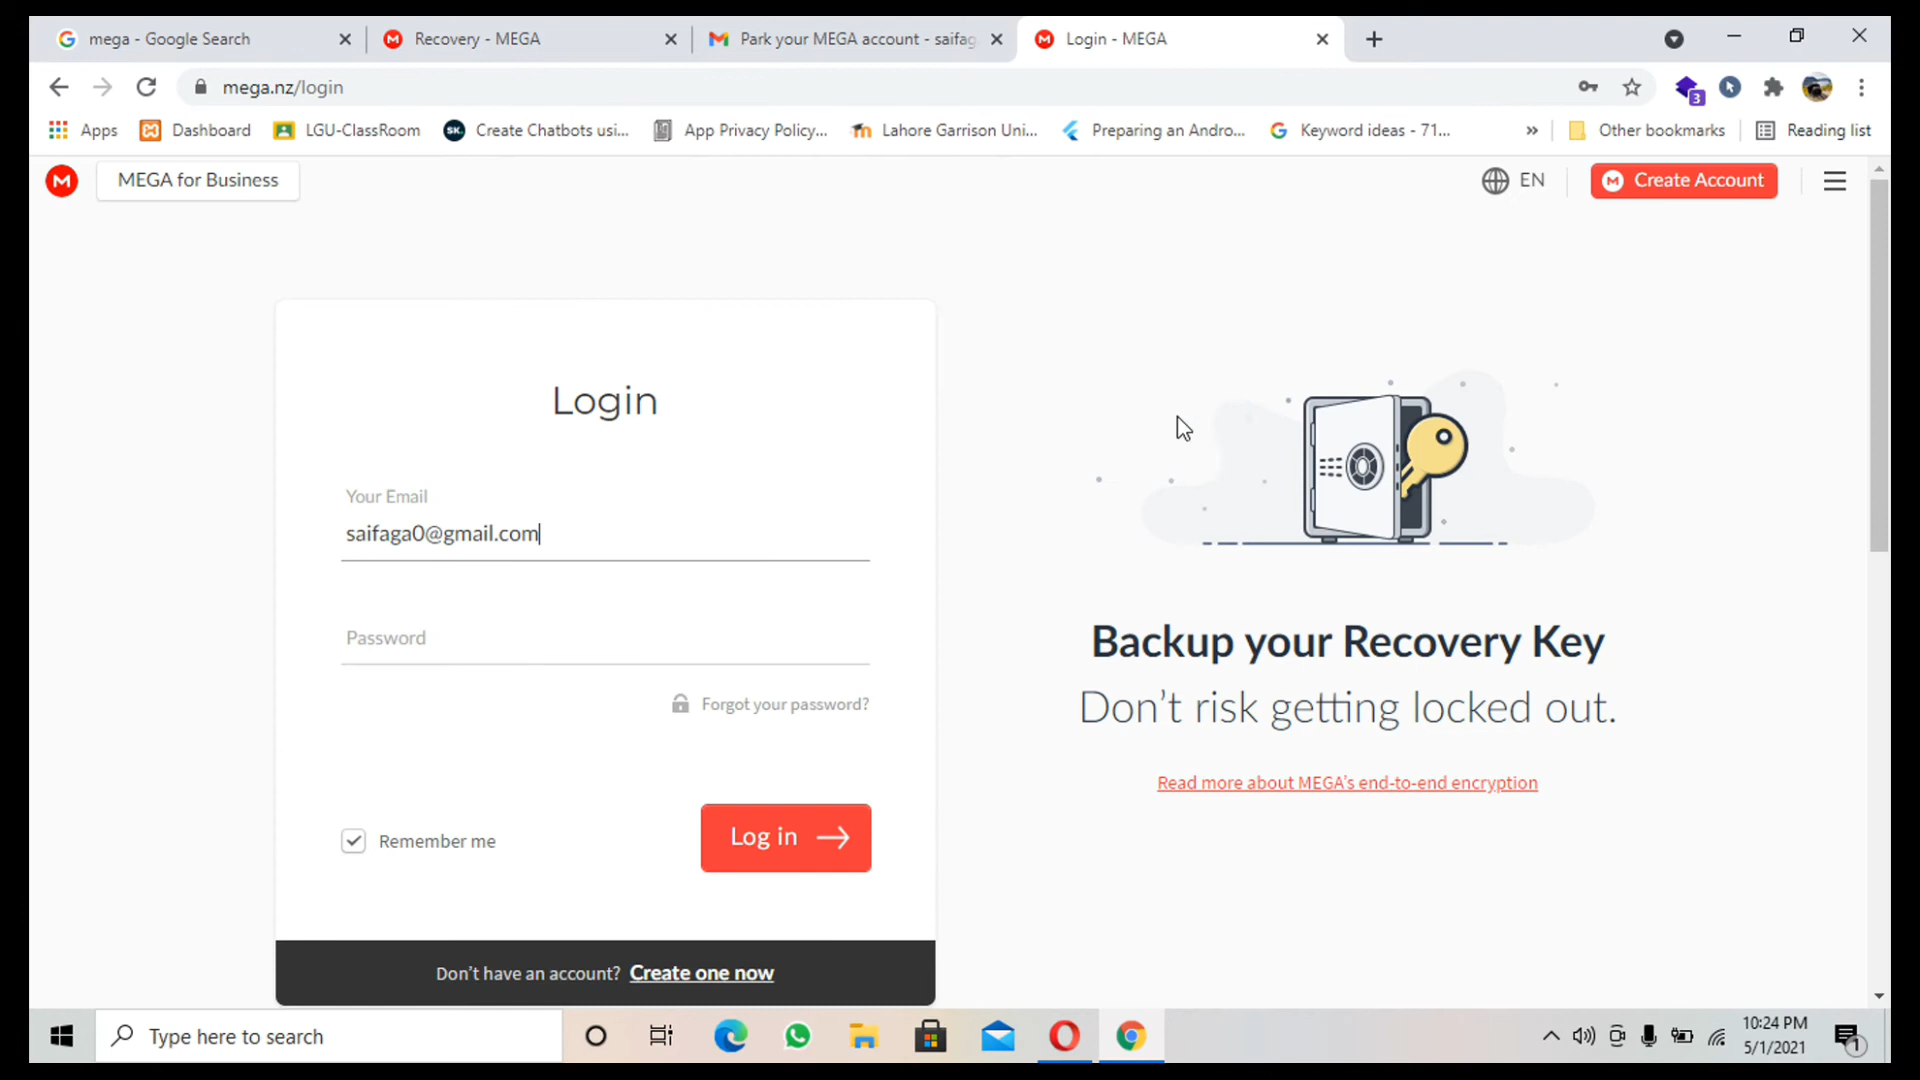 mega - Google Search
Recovery - MEGA
Park your MEGA account - saifag
Login - MEGA
mega.nz/login
3
Apps
Dashboard
LGU-ClassRoom
SK.
Create Chatbots usi...
App Privacy Policy...
Lahore Garrison Uni...
Preparing an Andro...
Keyword ideas - 71...
»
Other bookmarks
Reading list
M
MEGA for Business
EN
M Create Account
Login
Your Email
saifaga0@gmail.com
Password
Forgot your password?
Remember me
Log in
Don't have an account? Create one now
Backup your Recovery Key
Don't risk getting locked out.
Read more about MEGA's end-to-end encryption
Type here to search
10:24 PM
5/1/2021
1